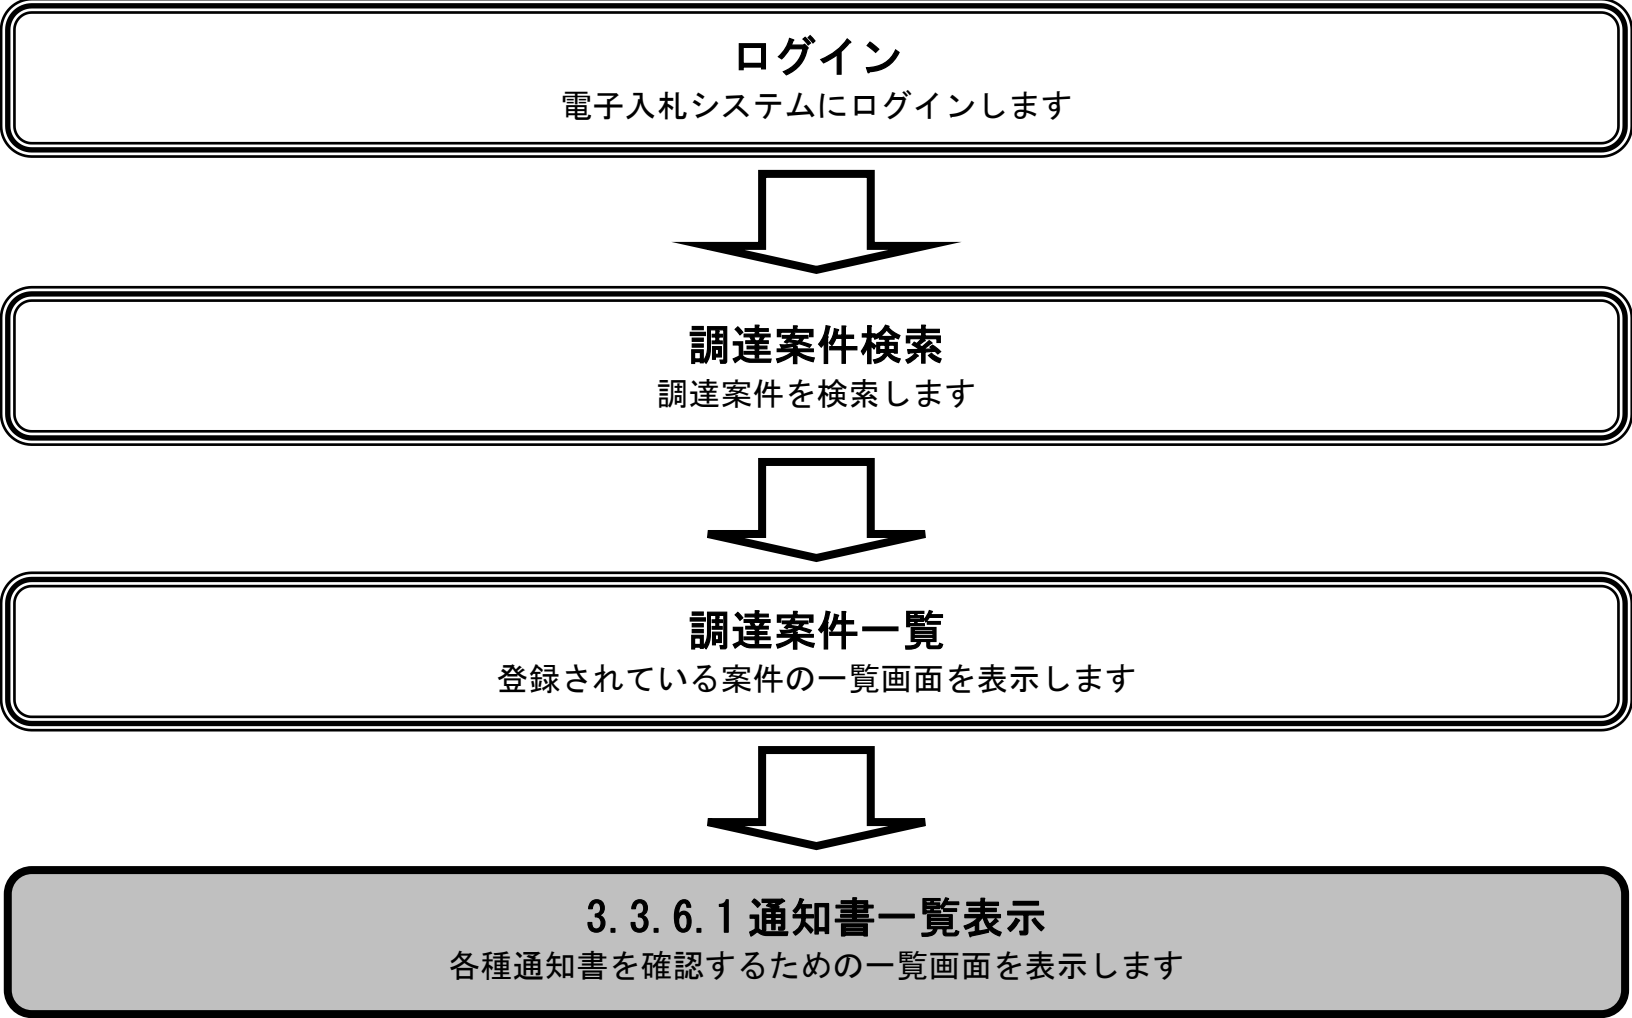 ログイン
電子入札システムにログインします
調達案件検索
調達案件を検索します
調達案件一覧
登録されている案件の一覧画面を表示します
3.3.6.1 通知書一覧表示
各種通知書を確認するための一覧画面を表示します